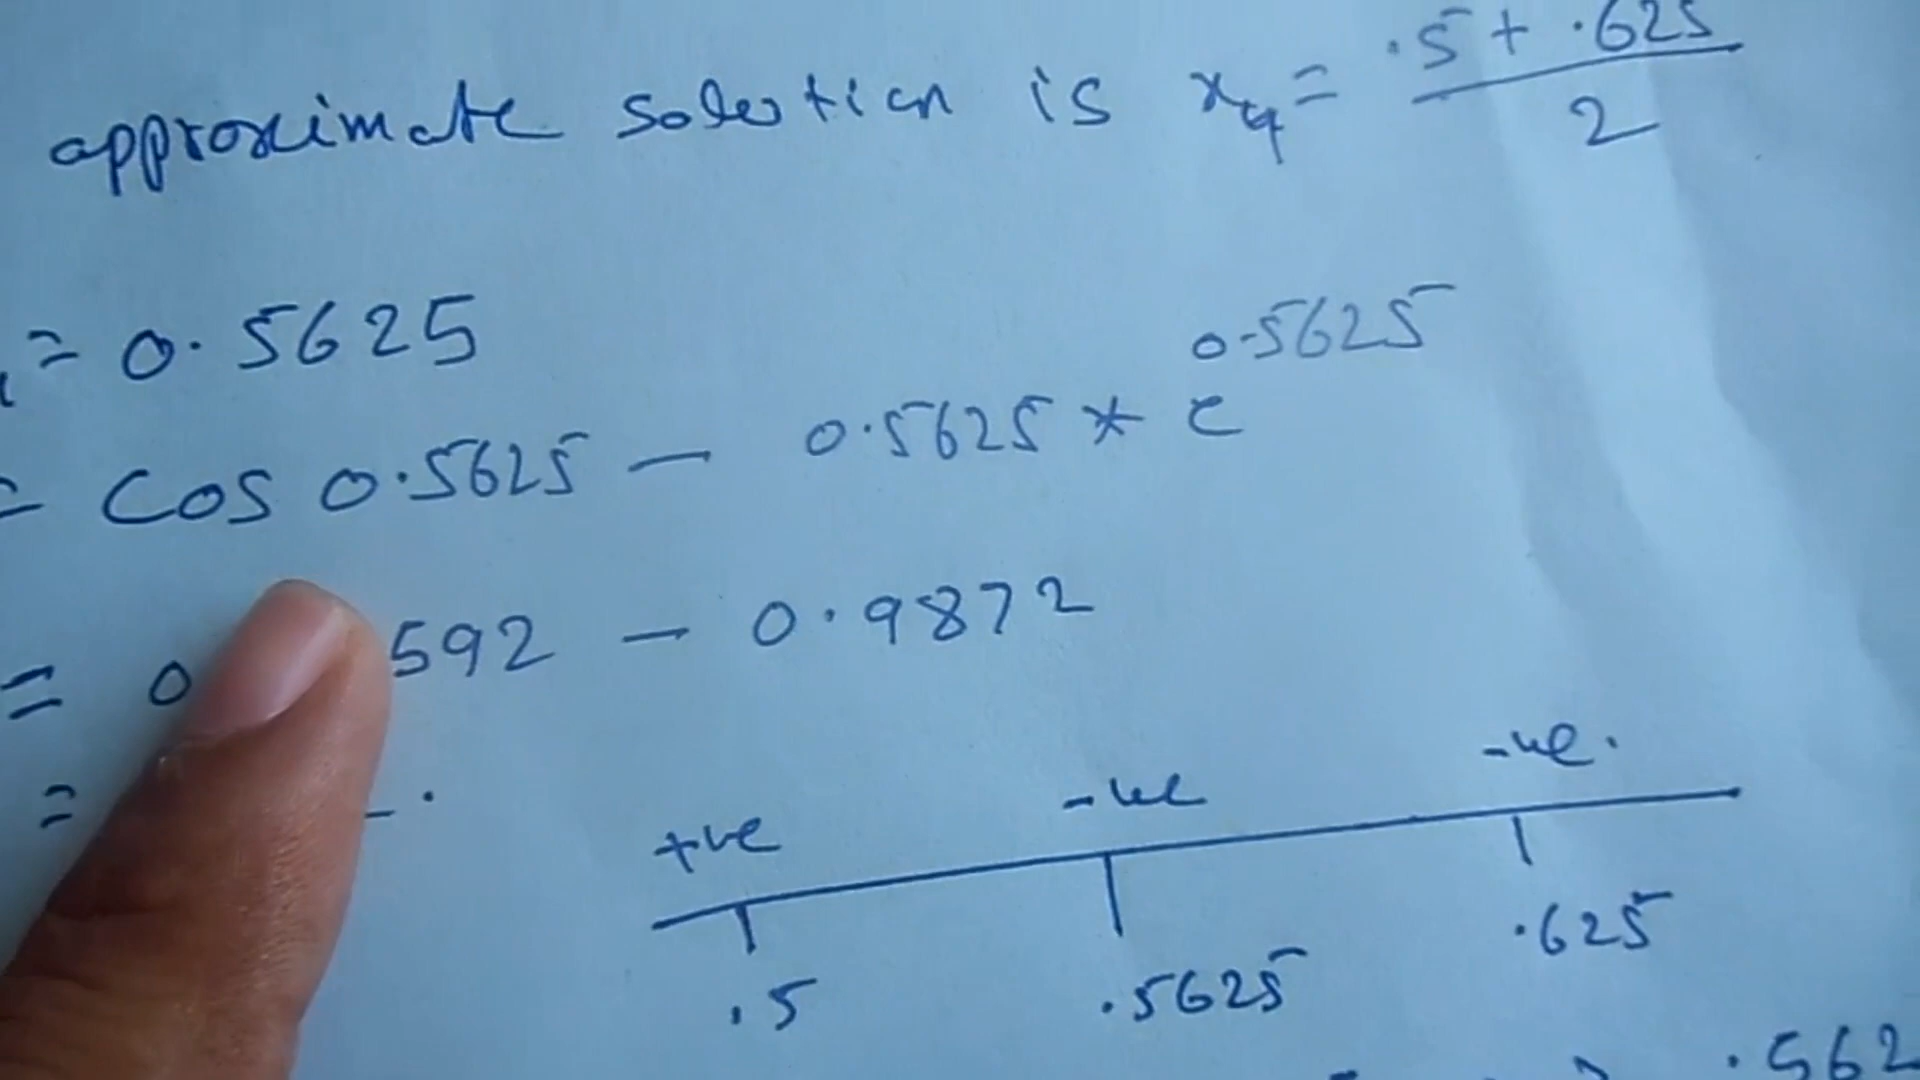 approximate solution is x₄ = .5 + .625 / 2
= 0.5625
= cos 0.5625 - 0.5625 * e^0.5625
= 0 592 - 0.9872
=
+ve -ve -ve.
.5 .5625 .625
.562